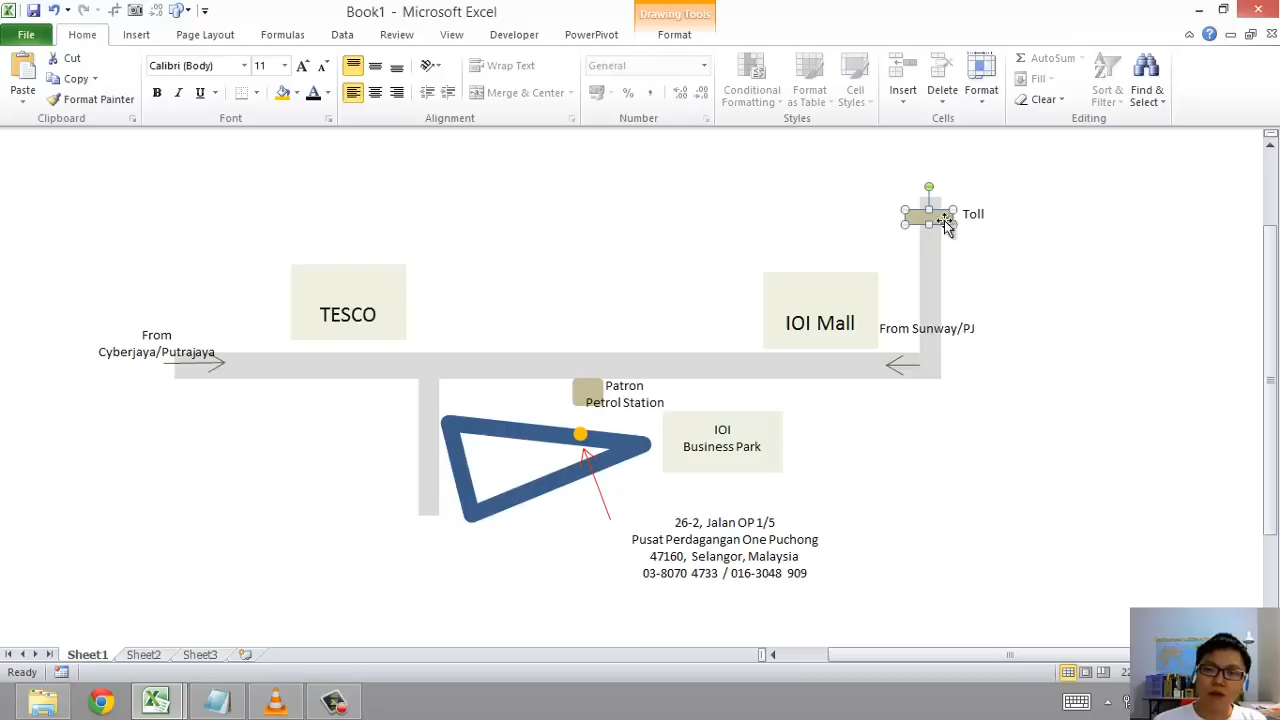 Book1 - Microsoft Excel
Drawing Tools
File Home Insert Page Layout Formulas Data Review View Developer PowerPivot Format
Cut
Copy
Format Painter
Paste
Clipboard
Calibri (Body) 11
B I U
Font
Wrap Text
Merge & Center
Alignment
General
Number
Conditional
Formatting
Format
as Table
Cell
Styles
Styles
Insert Delete Format
Cells
AutoSum
Fill
Clear
Sort &
Filter
Find &
Select
Editing
Toll
TESCO
IOI Mall
From Sunway/PJ
From
Cyberjaya/Putrajaya
Patron
Petrol Station
IOI
Business Park
26-2, Jalan OP 1/5
Pusat Perdagangan One Puchong
47160, Selangor, Malaysia
03-8070 4733 / 016-3048 909
Sheet1 Sheet2 Sheet3
Ready